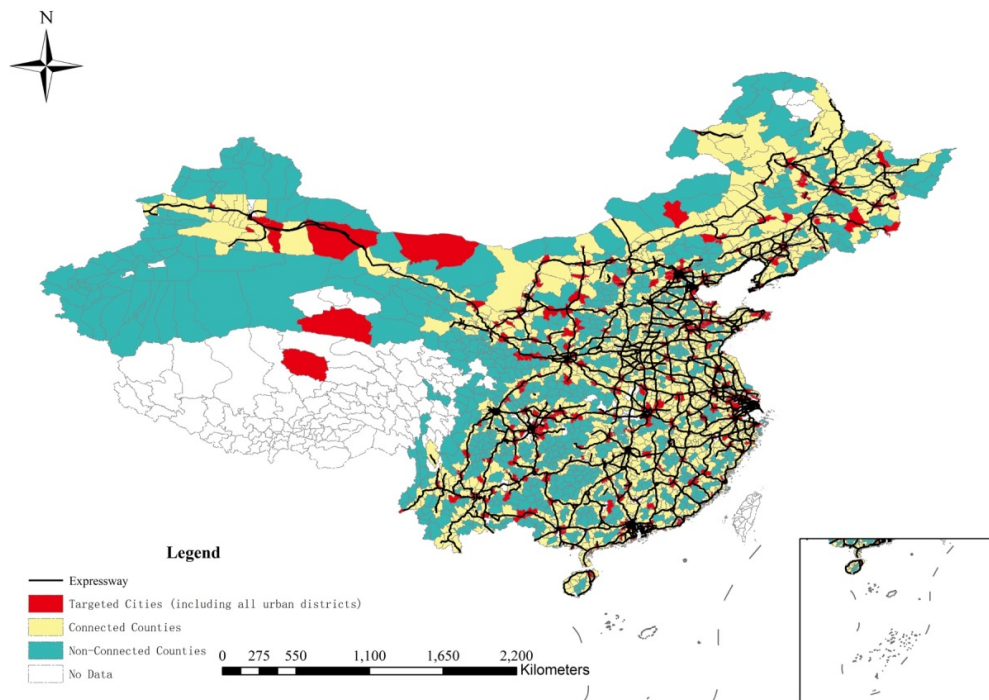 N
Legend
Expressway
Targeted Cities (including all urban districts)
Connected Counties
Non-Connected Counties
No Data
0 275 550 1,100 1,650 2,200
Kilometers